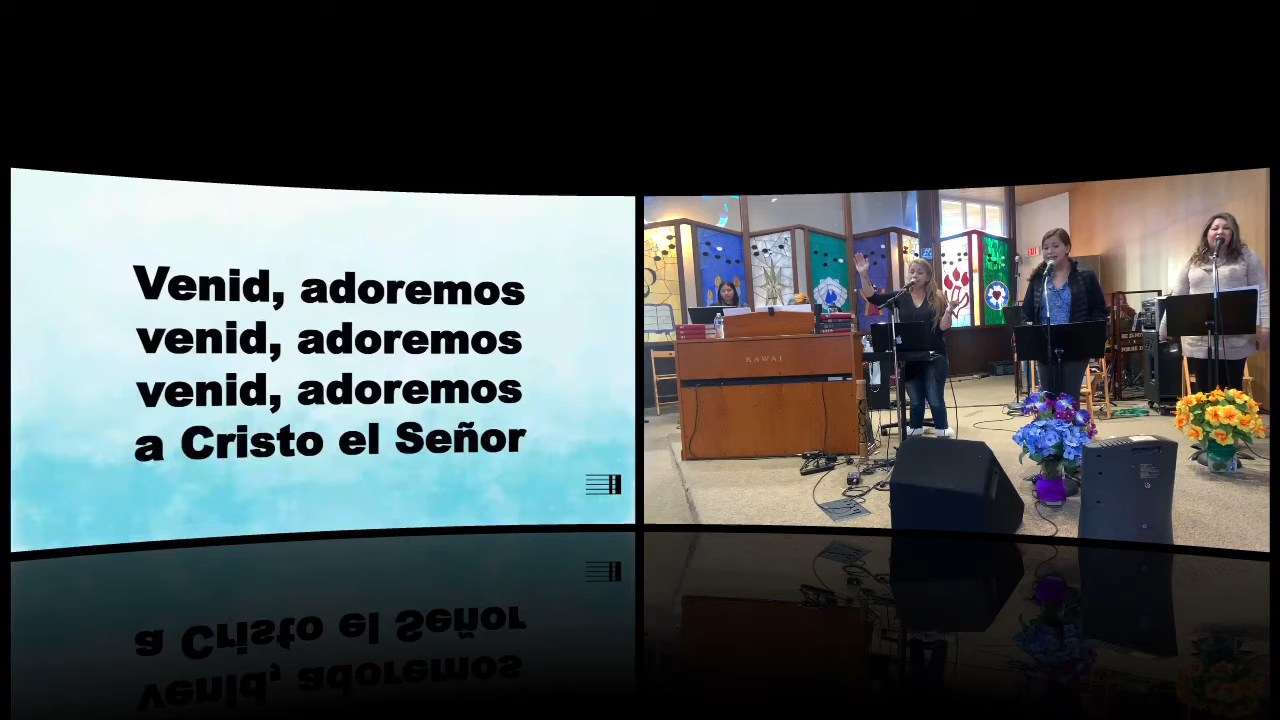 Venid, adoremos
venid, adoremos
venid, adoremos
a Cristo el Señor
KAWAI